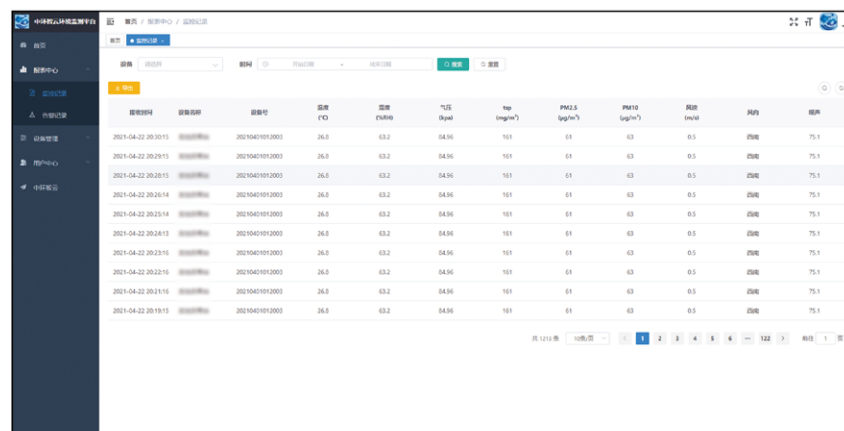 中环智云环境监测平台
首页 / 报表中心 / 监控记录
首页
监控记录 ×
首页
报表中心
监控记录
告警记录
设备管理
用户中心
中环智云
设备 请选择 时间 开始日期 - 结束日期 搜索 重置
导出
接收时间 设备名称 设备号 温度 (°C) 湿度 (%RH) 气压 (kpa) tsp (mg/m³) PM2.5 (μg/m³) PM10 (μg/m³) 风速 (m/s) 风向 噪声
2021-04-22 20:30:15 20210401012003 26.8 63.2 84.96 161 61 63 0.5 西南 75.1
2021-04-22 20:29:15 20210401012003 26.8 63.2 84.96 161 61 63 0.5 西南 75.1
2021-04-22 20:28:15 20210401012003 26.8 63.2 84.96 161 61 63 0.5 西南 75.1
2021-04-22 20:26:14 20210401012003 26.8 63.2 84.96 161 61 63 0.5 西南 75.1
2021-04-22 20:25:14 20210401012003 26.8 63.2 84.96 161 61 63 0.5 西南 75.1
2021-04-22 20:24:13 20210401012003 26.8 63.2 84.96 161 61 63 0.5 西南 75.1
2021-04-22 20:23:16 20210401012003 26.8 63.2 84.96 161 61 63 0.5 西南 75.1
2021-04-22 20:22:16 20210401012003 26.8 63.2 84.96 161 61 63 0.5 西南 75.1
2021-04-22 20:21:16 20210401012003 26.8 63.2 84.96 161 61 63 0.5 西南 75.1
2021-04-22 20:19:13 20210401012003 26.8 63.2 84.96 161 61 63 0.5 西南 75.1
共 1213 条 10条/页 < 1 2 3 4 5 6 ··· 122 > 前往 1 页